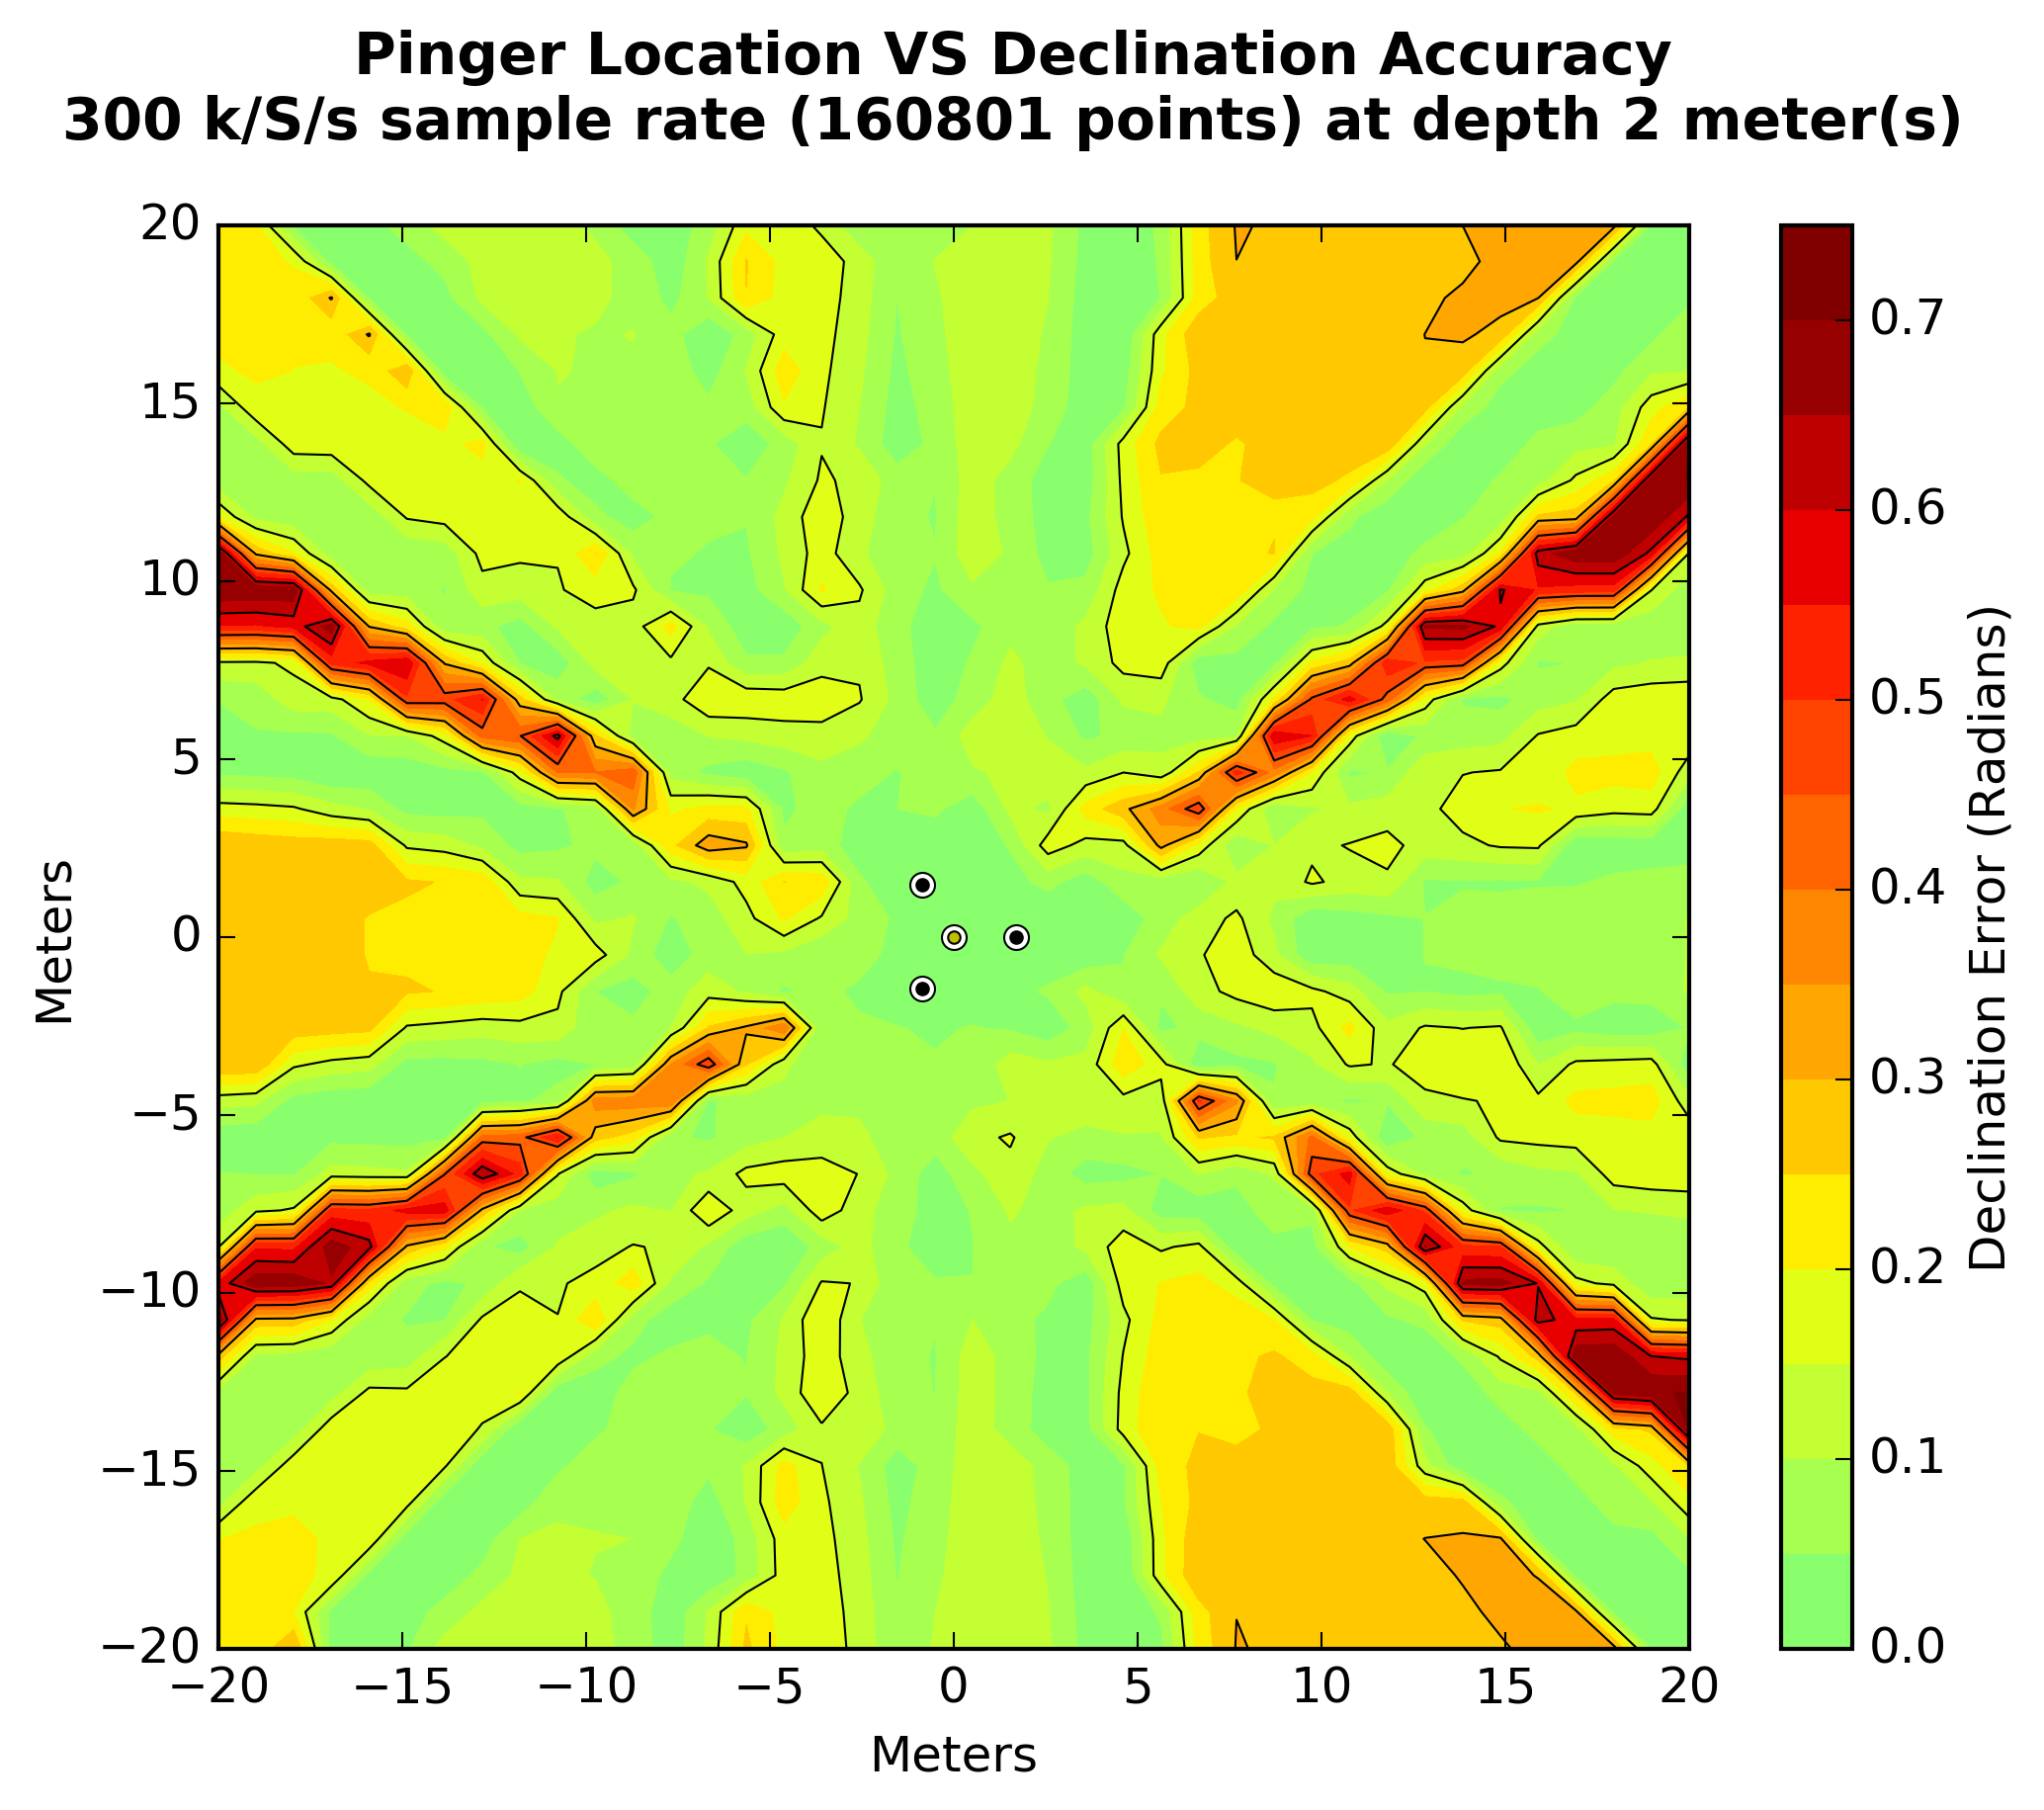 Pinger Location VS Declination Accuracy
300 k/S/s sample rate (160801 points) at depth 2 meter(s)
20
15
10
5
0
−5
−10
−15
−20
Meters
−20 −15 −10 −5 0 5 10 15 20
Meters
0.7
0.6
0.5
0.4
0.3
0.2
0.1
0.0
Declination Error (Radians)